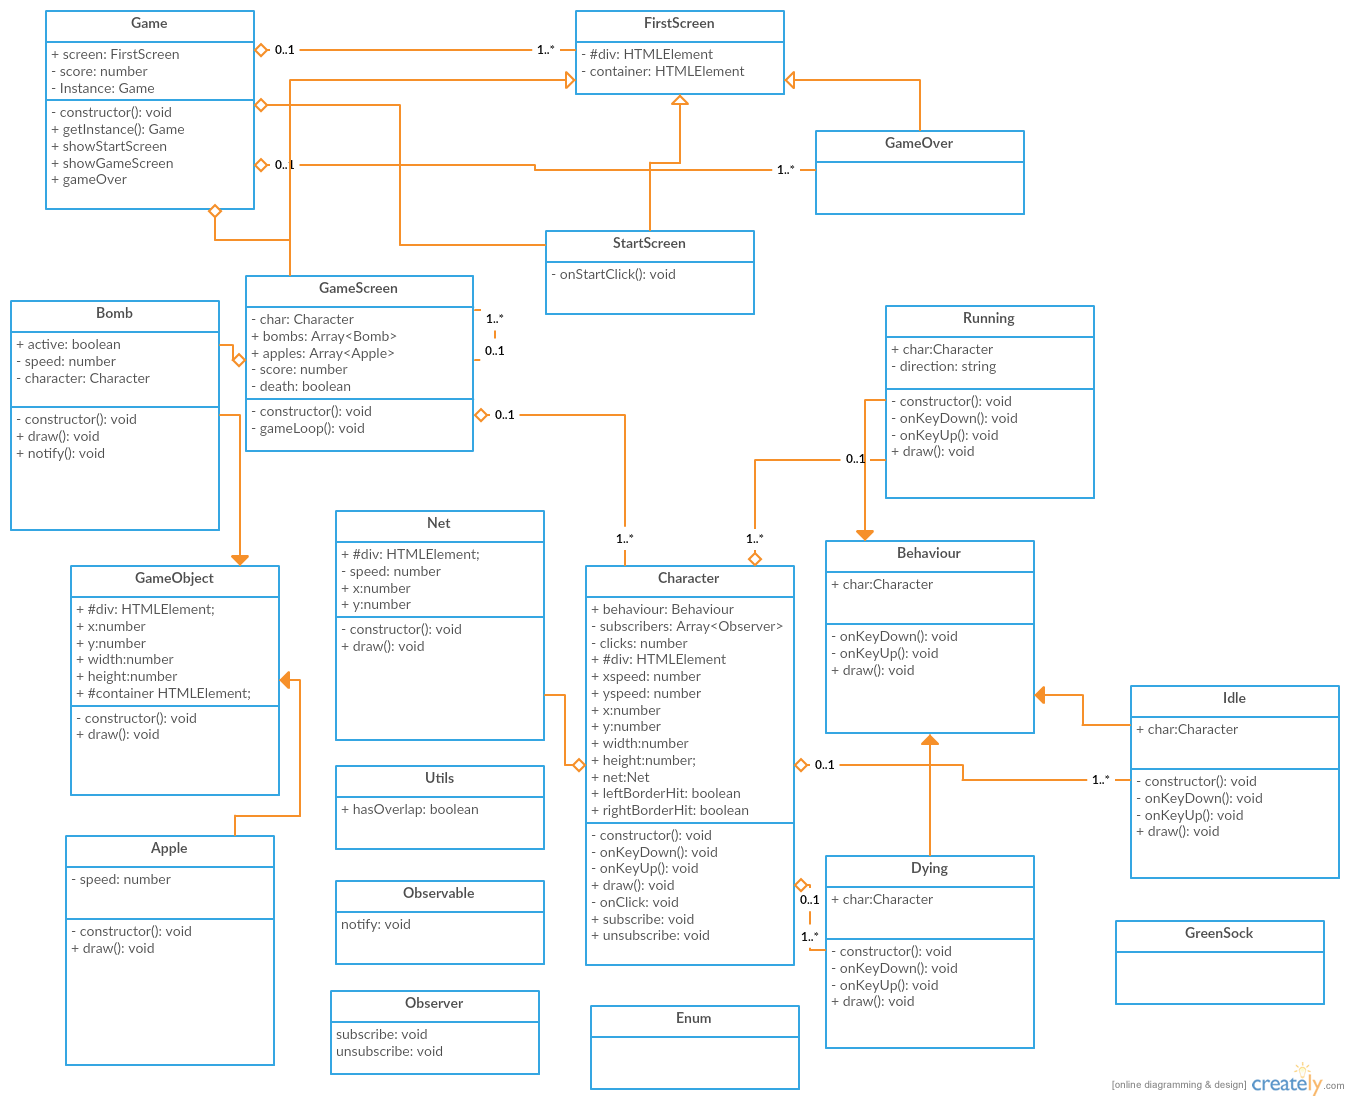 Game
+ screen: FirstScreen
- score: number
- Instance: Game
- constructor(): void
+ getInstance(): Game
+ showStartScreen
+ showGameScreen
+ gameOver
0..1
1..*
FirstScreen
- #div: HTMLElement
- container: HTMLElement
0..1
1..*
GameOver
StartScreen
- onStartClick(): void
GameScreen
- char: Character
+ bombs: Array<Bomb>
+ apples: Array<Apple>
- score: number
- death: boolean
- constructor(): void
- gameLoop(): void
1..*
0..1
0..1
1..*
Bomb
+ active: boolean
- speed: number
- character: Character
- constructor(): void
+ draw(): void
+ notify(): void
Running
+ char:Character
- direction: string
- constructor(): void
- onKeyDown(): void
- onKeyUp(): void
+ draw(): void
0..1
1..*
Net
+ #div: HTMLElement;
- speed: number
+ x:number
+ y:number
- constructor(): void
+ draw(): void
Behaviour
+ char:Character
- onKeyDown(): void
- onKeyUp(): void
+ draw(): void
GameObject
+ #div: HTMLElement;
+ x:number
+ y:number
+ width:number
+ height:number
+ #container HTMLElement;
- constructor(): void
+ draw(): void
Character
+ behaviour: Behaviour
- subscribers: Array<Observer>
- clicks: number
+ #div: HTMLElement
+ xspeed: number
+ yspeed: number
+ x:number
+ y:number
+ width:number
+ height:number;
+ net:Net
+ leftBorderHit: boolean
+ rightBorderHit: boolean
- constructor(): void
- onKeyDown(): void
- onKeyUp(): void
+ draw(): void
- onClick: void
+ subscribe: void
+ unsubscribe: void
0..1
1..*
Idle
+ char:Character
- constructor(): void
- onKeyDown(): void
- onKeyUp(): void
+ draw(): void
Utils
+ hasOverlap: boolean
Apple
- speed: number
- constructor(): void
+ draw(): void
Observable
notify: void
0..1
1..*
Dying
+ char:Character
- constructor(): void
- onKeyDown(): void
- onKeyUp(): void
+ draw(): void
GreenSock
Observer
subscribe: void
unsubscribe: void
Enum
[online diagramming & design] creately.com